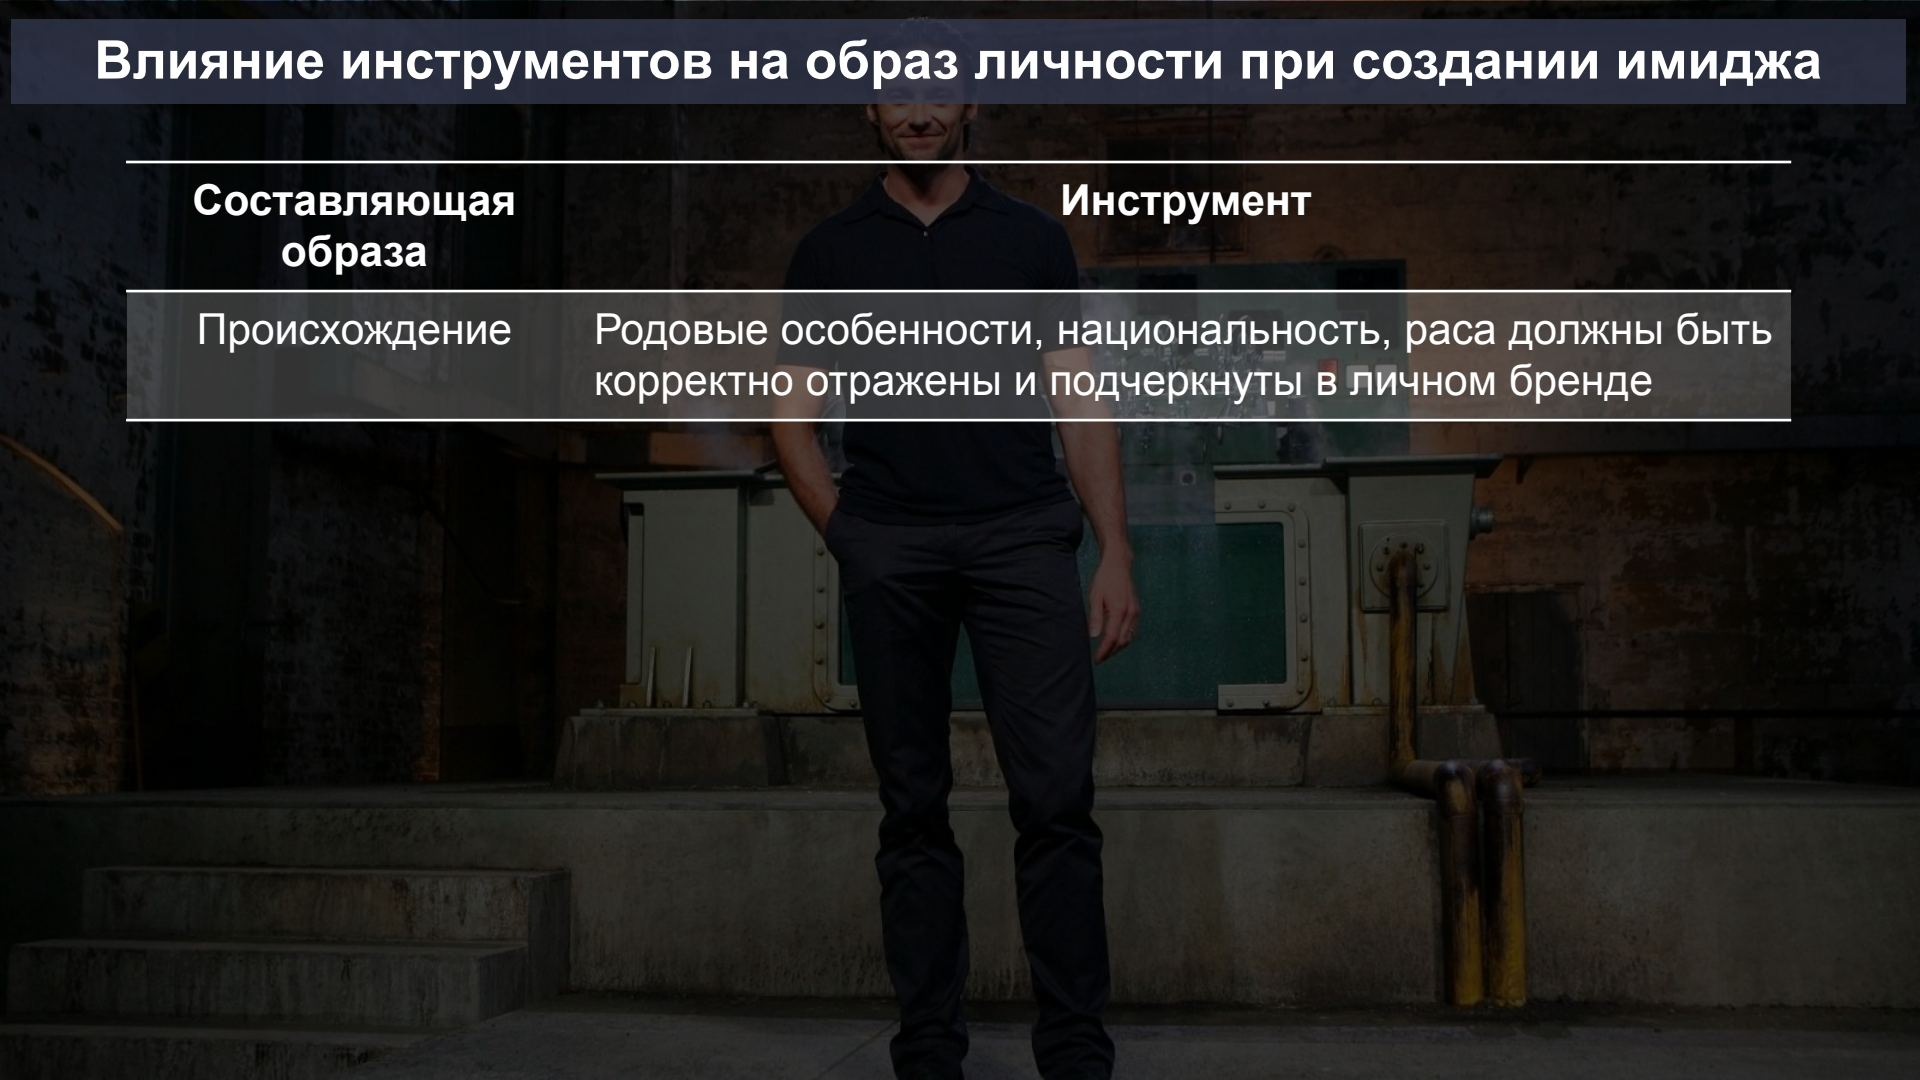 Влияние инструментов на образ личности при создании имиджа
Составляющая
образа
Инструмент
Происхождение
Родовые особенности, национальность, раса должны быть
корректно отражены и подчеркнуты в личном бренде